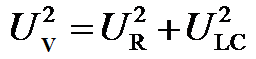 U_V^2 = U_R^2 + U_LC^2